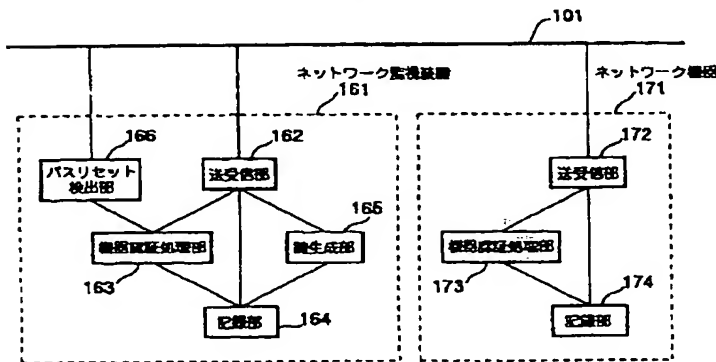 101
ネットワーク監視装置
161
ネットワーク機器
171
166
162
172
バスリセット
検出部
送受信部
送受信部
165
機器認証処理部
鍵生成部
機器認証処理部
163
173
174
記録部
164
記録部